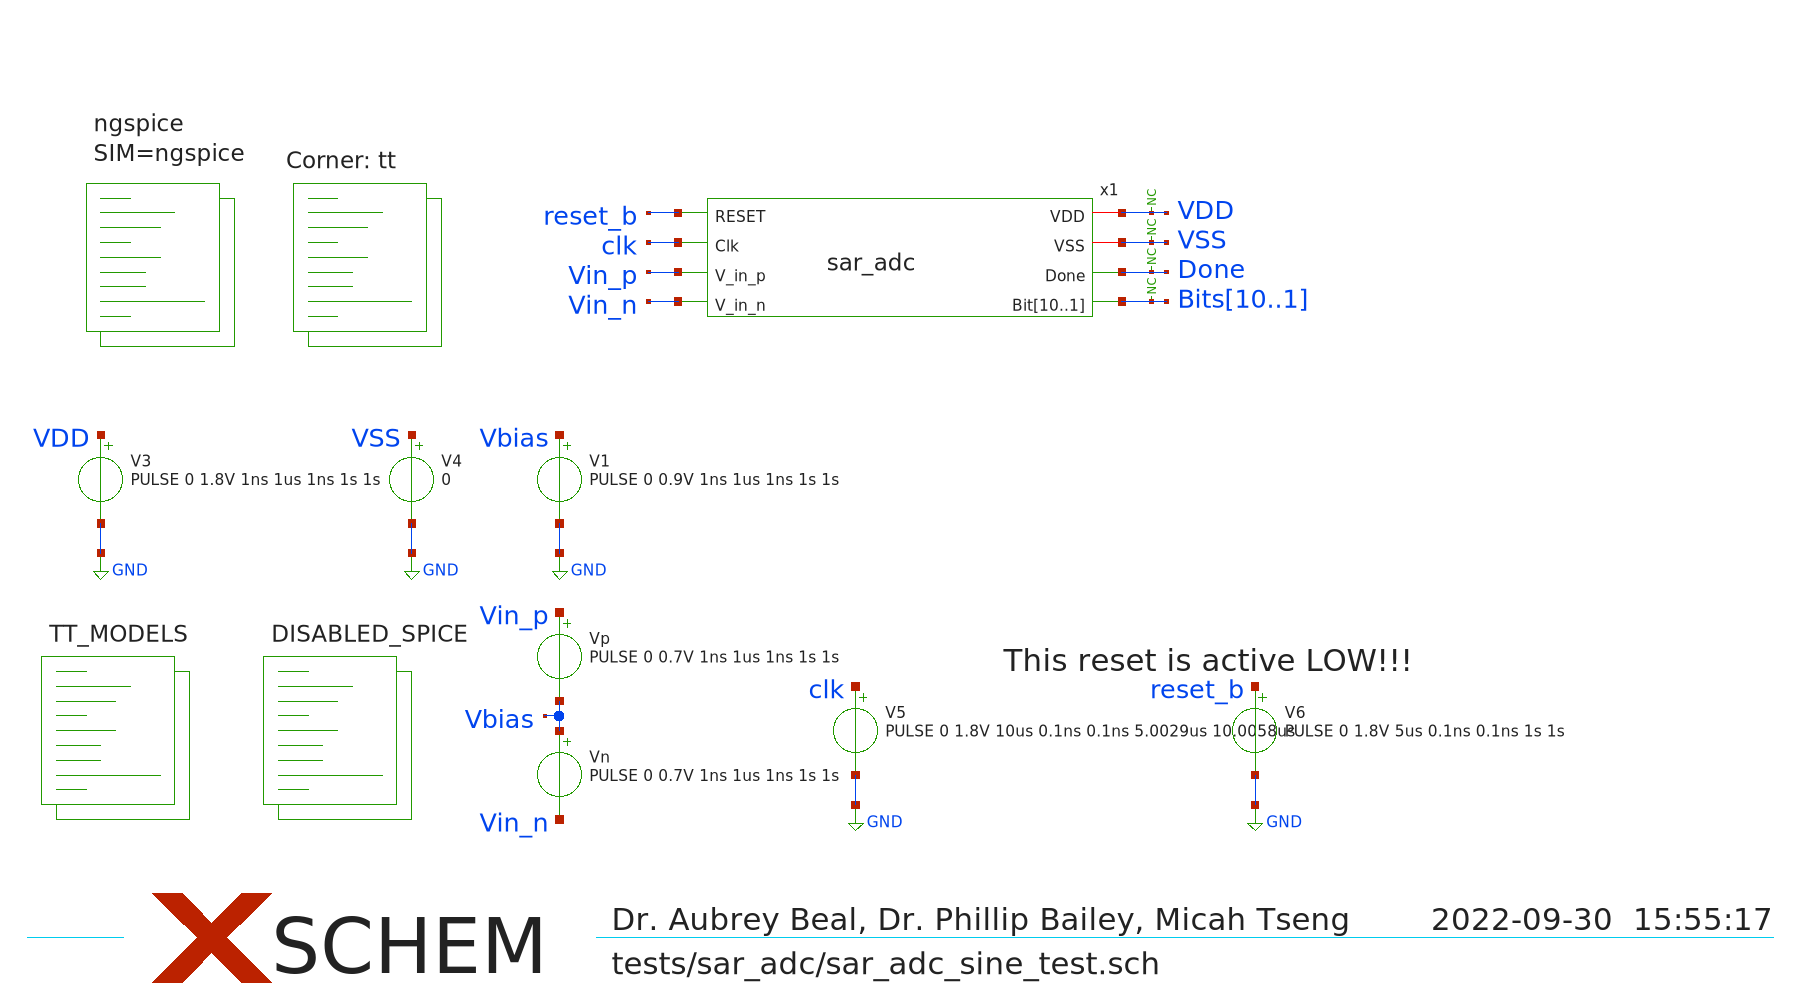 ngspice
SIM=ngspice
Corner: tt
x1
reset_b
clk
Vin_p
Vin_n
RESET
Clk
V_in_p
V_in_n
sar_adc
VDD
VSS
Done
Bit[10..1]
NC
NC
NC
NC
VDD
VSS
Done
Bits[10..1]
VDD
V3
PULSE 0 1.8V 1ns 1us 1ns 1s 1s
GND
VSS
V4
0
GND
Vbias
V1
PULSE 0 0.9V 1ns 1us 1ns 1s 1s
GND
TT_MODELS
DISABLED_SPICE
Vin_p
Vp
PULSE 0 0.7V 1ns 1us 1ns 1s 1s
Vbias
Vn
PULSE 0 0.7V 1ns 1us 1ns 1s 1s
Vin_n
clk
V5
PULSE 0 1.8V 10us 0.1ns 0.1ns 5.0029us 10.0058us
GND
This reset is active LOW!!!
reset_b
V6
PULSE 0 1.8V 5us 0.1ns 0.1ns 1s 1s
GND
XSCHEM
Dr. Aubrey Beal, Dr. Phillip Bailey, Micah Tseng
2022-09-30 15:55:17
tests/sar_adc/sar_adc_sine_test.sch